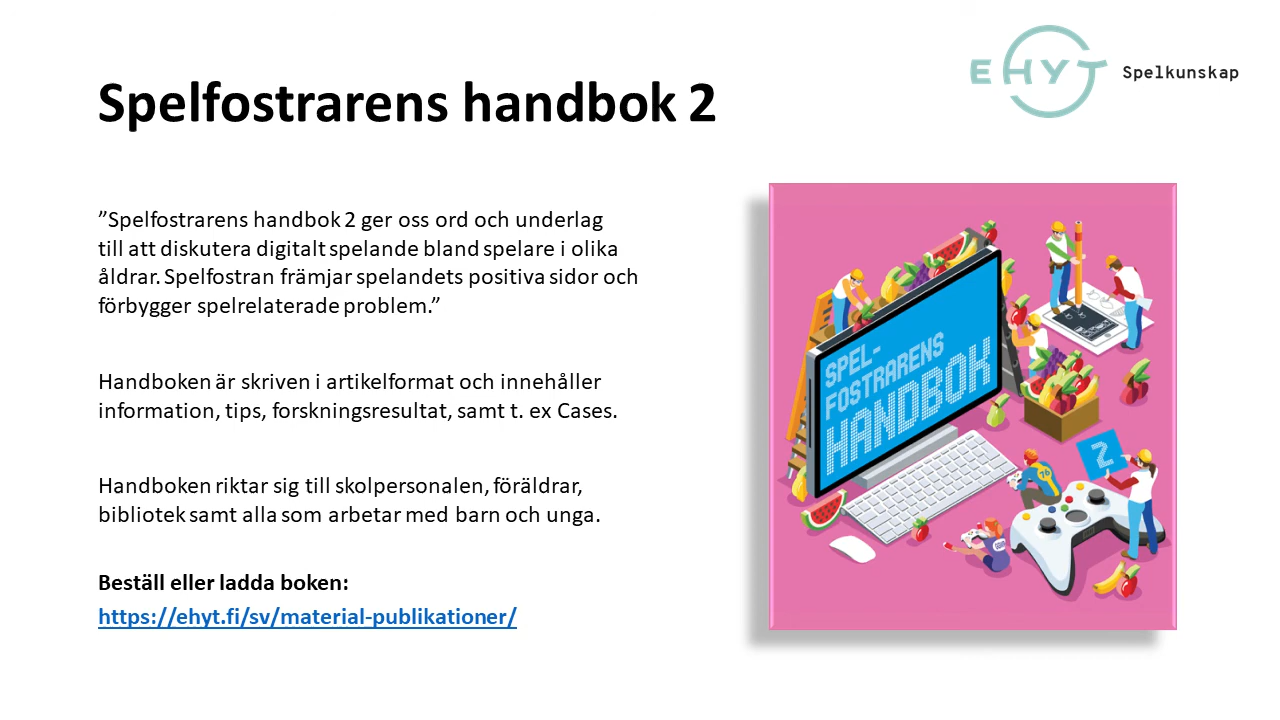 EHYT Spelkunskap
Spelfostrarens handbok 2
”Spelfostrarens handbok 2 ger oss ord och underlag
till att diskutera digitalt spelande bland spelare i olika
åldrar. Spelfostran främjar spelandets positiva sidor och
förbygger spelrelaterade problem.”
Handboken är skriven i artikelformat och innehåller
information, tips, forskningsresultat, samt t. ex Cases.
Handboken riktar sig till skolpersonalen, föräldrar,
bibliotek samt alla som arbetar med barn och unga.
Beställ eller ladda boken:
https://ehyt.fi/sv/material-publikationer/
SPEL-
FOSTRARENS
HANDBOK
2
76